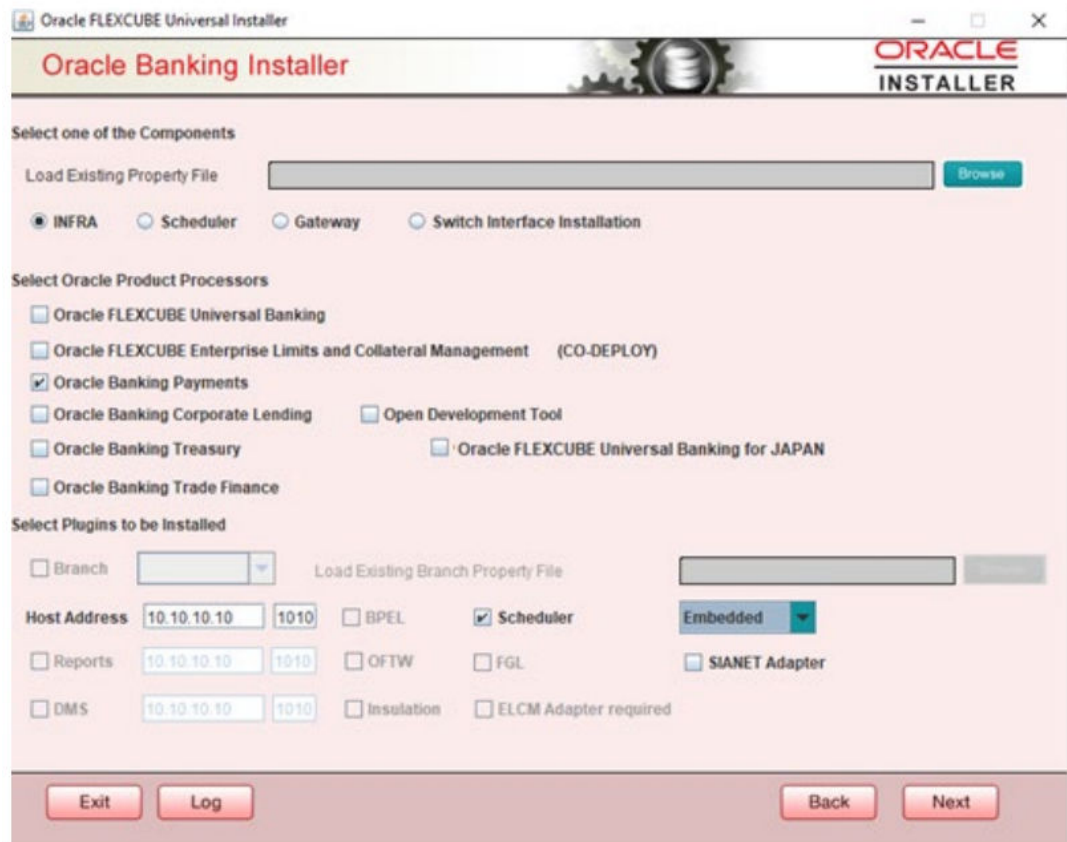 Oracle FLEXCUBE Universal Installer
Oracle Banking Installer
ORACLE
INSTALLER
Select one of the Components
Load Existing Property File
Browse
INFRA Scheduler Gateway Switch Interface Installation
Select Oracle Product Processors
Oracle FLEXCUBE Universal Banking
Oracle FLEXCUBE Enterprise Limits and Collateral Management (CO-DEPLOY)
Oracle Banking Payments
Oracle Banking Corporate Lending Open Development Tool
Oracle Banking Treasury Oracle FLEXCUBE Universal Banking for JAPAN
Oracle Banking Trade Finance
Select Plugins to be Installed
Branch Load Existing Branch Property File
Host Address 10.10.10.10 1010 BPEL Scheduler Embedded
Reports 10.10.10.10 1010 OFTW FGL SIANET Adapter
DMS 10.10.10.10 1010 Insulation ELCM Adapter required
Exit Log Back Next